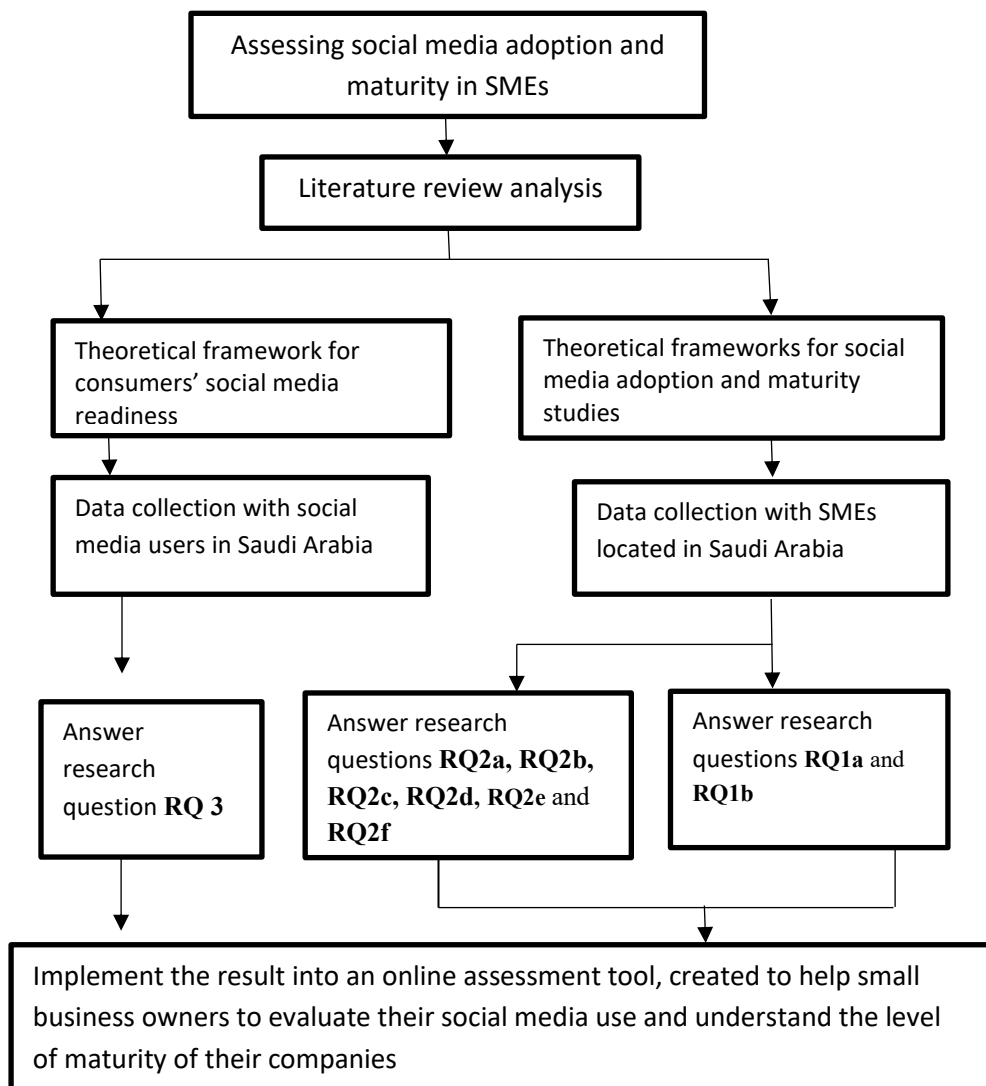 Assessing social media adoption and
maturity in SMEs
Literature review analysis
Theoretical framework for
consumers’ social media
readiness
Theoretical frameworks for social
media adoption and maturity
studies
Data collection with social
media users in Saudi Arabia
Data collection with SMEs
located in Saudi Arabia
Answer
research
question RQ 3
Answer research
questions RQ2a, RQ2b,
RQ2c, RQ2d, RQ2e and
RQ2f
Answer research
questions RQ1a and
RQ1b
Implement the result into an online assessment tool, created to help small
business owners to evaluate their social media use and understand the level
of maturity of their companies